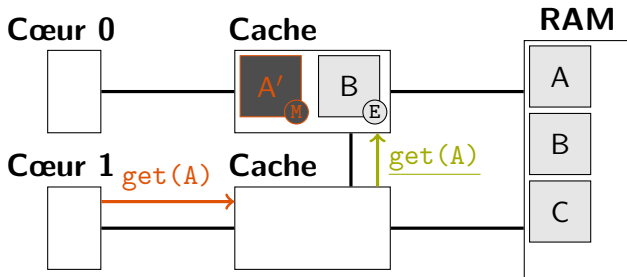 Cœur 0
Cache
RAM
A′
M
B
E
A
Cœur 1
Cache
get(A)
get(A)
B
C